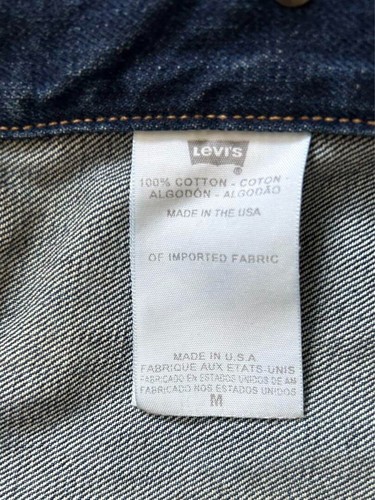 LEVI'S
®
100% COTTON - COTON -
ALGODÓN - ALGODÃO
MADE IN THE USA
OF IMPORTED FABRIC
MADE IN U.S.A
FABRIQUE AUX ETATS-UNIS
FABRICADO EN ESTADOS UNIDOS DE AM
FABRICADO NOS ESTADOS UNIDOS
M